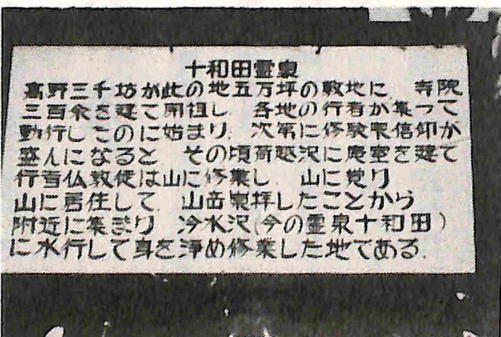 十和田霊泉
高野三千坊が此の地五万坪の敷地に 寺院
三百余を建て開祖し 各地の行者が集って
勤行したのに始まり 次第に修験宗信仰が
盛んになると その頃荷越沢に庵室を建て
行者仏教徒は山に修業し 山に覚り
山に居住して 山岳崇拝したことから
附近に集まり 冷水沢(今の霊泉十和田)
に水行して身を浄め修業した地である